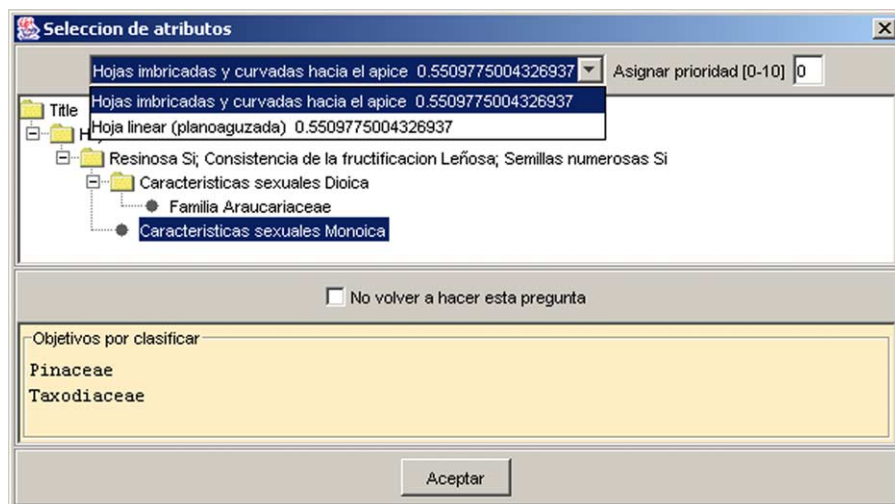 Seleccion de atributos
Hojas imbricadas y curvadas hacia el apice 0.5509775004326937
Asignar prioridad [0-10] 0
Hojas imbricadas y curvadas hacia el apice 0.5509775004326937
Hoja linear (planoaguzada) 0.5509775004326937
Title
Resinosa Si; Consistencia de la fructificacion Leñosa; Semillas numerosas Si
Caracteristicas sexuales Dioica
Familia Araucariaceae
Caracteristicas sexuales Monoica
No volver a hacer esta pregunta
Objetivos por clasificar
Pinaceae
Taxodiaceae
Aceptar